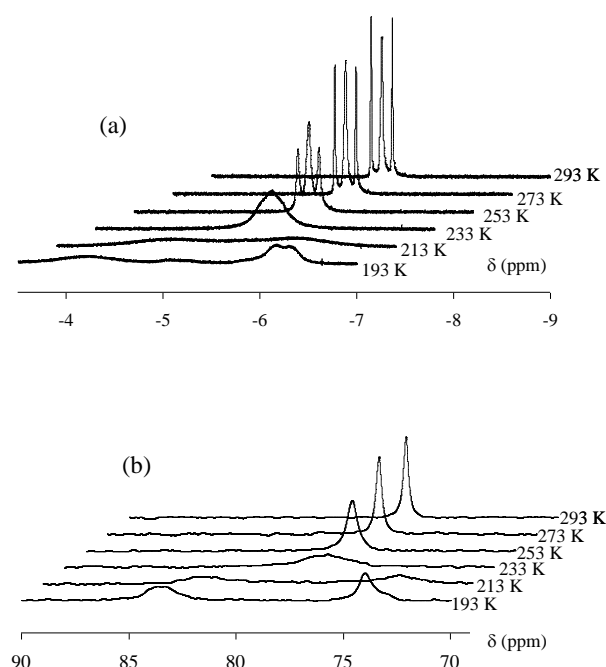 (a)
293 K
273 K
253 K
233 K
213 K
193 K
δ (ppm)
-4 -5 -6 -7 -8 -9
(b)
293 K
273 K
253 K
233 K
213 K
193 K
δ (ppm)
90 85 80 75 70